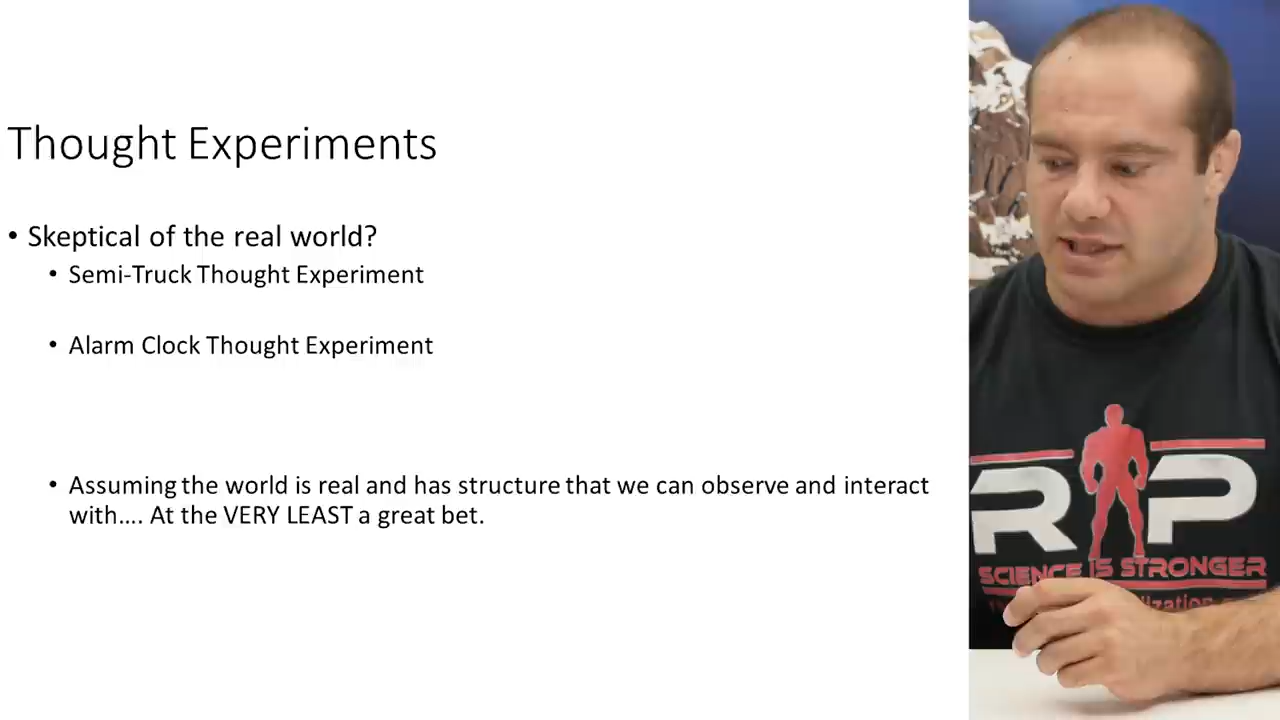 Thought Experiments
• Skeptical of the real world?
• Semi-Truck Thought Experiment
• Alarm Clock Thought Experiment
• Assuming the world is real and has structure that we can observe and interact
with.... At the VERY LEAST a great bet.
R P
SCIENCE IS STRONGER